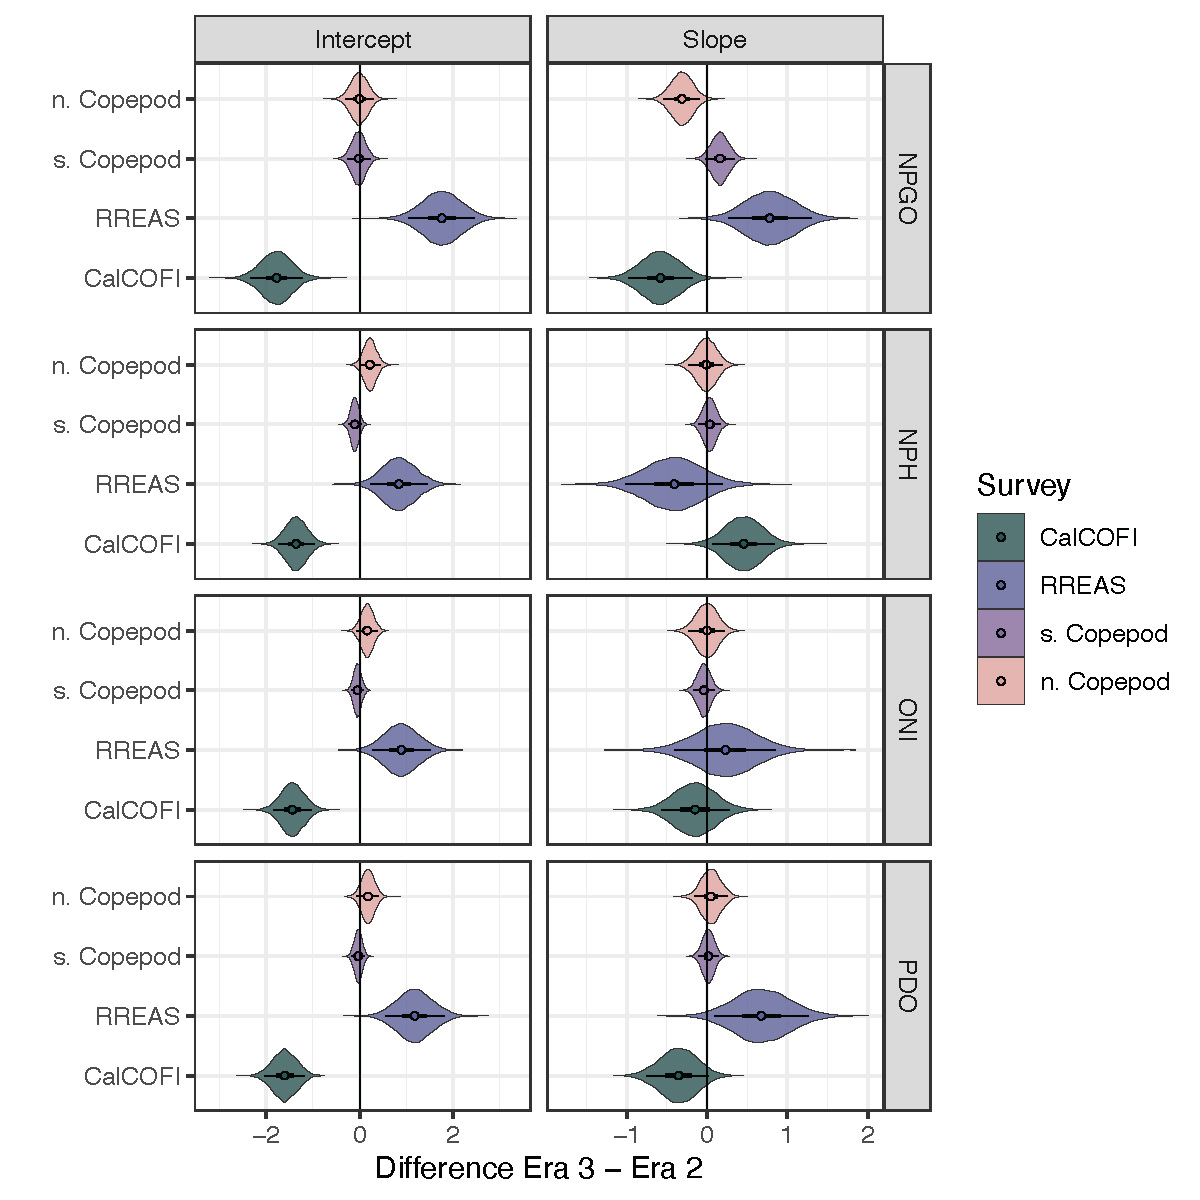 Intercept
Slope
n. Copepod
s. Copepod
RREAS
CalCOFI
NPGO
n. Copepod
s. Copepod
RREAS
CalCOFI
NPH
n. Copepod
s. Copepod
RREAS
CalCOFI
ONI
n. Copepod
s. Copepod
RREAS
CalCOFI
PDO
−2 0 2
−1 0 1 2
Difference Era 3 − Era 2
Survey
CalCOFI
RREAS
s. Copepod
n. Copepod